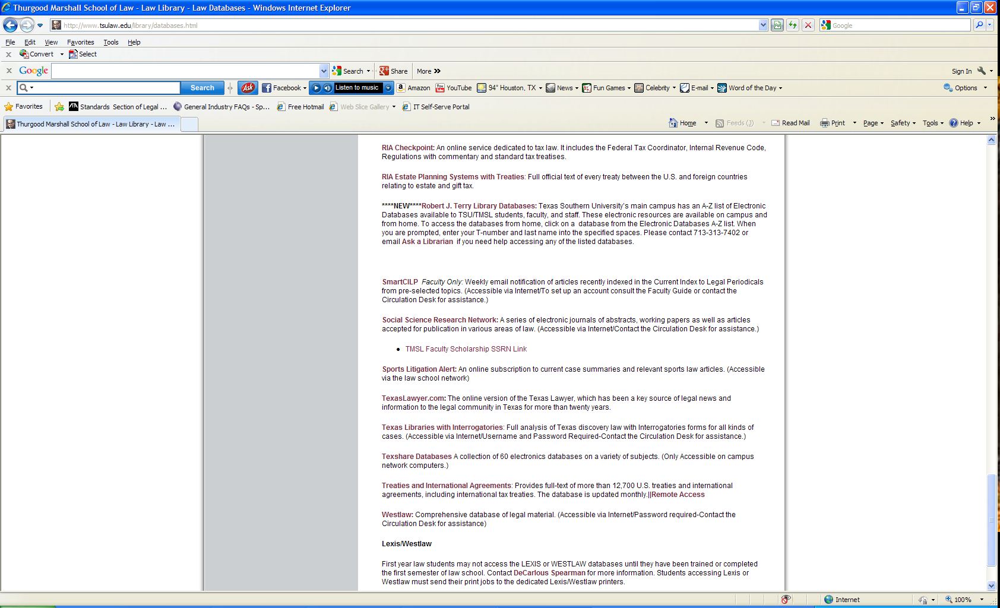 Thurgood Marshall School of Law - Law Library - Law Databases - Windows Internet Explorer
http://www.tsulaw.edu/library/databases.html
Google
File Edit View Favorites Tools Help
x Convert Select
x Google Search Share More » Sign In
x Search Ask Facebook Listen to music Amazon YouTube 94° Houston, TX News Fun Games Celebrity E-mail Word of the Day Options
Favorites Standards Section of Legal ... General Industry FAQs - Sp... Free Hotmail Web Slice Gallery IT Self-Serve Portal
Thurgood Marshall School of Law - Law Library - Law ... Home Feeds (J) Read Mail Print Page Safety Tools Help »
RIA Checkpoint: An online service dedicated to tax law. It includes the Federal Tax Coordinator, Internal Revenue Code,
Regulations with commentary and standard tax treatises.
RIA Estate Planning Systems with Treaties: Full official text of every treaty between the U.S. and foreign countries
relating to estate and gift tax.
****NEW****Robert J. Terry Library Databases: Texas Southern University's main campus has an A-Z list of Electronic
Databases available to TSU/TMSL students, faculty, and staff. These electronic resources are available on campus and
from home. To access the databases from home, click on a database from the Electronic Databases A-Z list. When
you are prompted, enter your T-number and last name into the specified spaces. Please contact 713-313-7402 or
email Ask a Librarian if you need help accessing any of the listed databases.
SmartCILP Faculty Only: Weekly email notification of articles recently indexed in the Current Index to Legal Periodicals
from pre-selected topics. (Accessible via Internet/To set up an account consult the Faculty Guide or contact the
Circulation Desk for assistance.)
Social Science Research Network: A series of electronic journals of abstracts, working papers as well as articles
accepted for publication in various areas of law. (Accessible via Internet/Contact the Circulation Desk for assistance.)
• TMSL Faculty Scholarship SSRN Link
Sports Litigation Alert: An online subscription to current case summaries and relevant sports law articles. (Accessible
via the law school network)
TexasLawyer.com: The online version of the Texas Lawyer, which has been a key source of legal news and
information to the legal community in Texas for more than twenty years.
Texas Libraries with Interrogatories: Full analysis of Texas discovery law with Interrogatories forms for all kinds of
cases. (Accessible via Internet/Username and Password Required-Contact the Circulation Desk for assistance.)
Texshare Databases A collection of 60 electronics databases on a variety of subjects. (Only Accessible on campus
network computers.)
Treaties and International Agreements: Provides full-text of more than 12,700 U.S. treaties and international
agreements, including international tax treaties. The database is updated monthly.||Remote Access
Westlaw: Comprehensive database of legal material. (Accessible via Internet/Password required-Contact the
Circulation Desk for assistance)
Lexis/Westlaw
First year law students may not access the LEXIS or WESTLAW databases until they have been trained or completed
the first semester of law school. Contact DeCarlous Spearman for more information. Students accessing Lexis or
Westlaw must send their print jobs to the dedicated Lexis/Westlaw printers.
Internet 100%